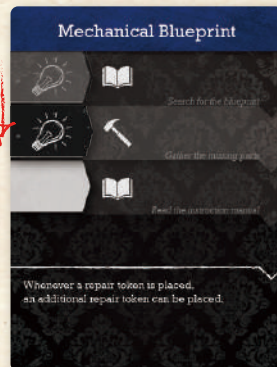 Mechanical Blueprint
Search for the blueprint
Gather the missing parts
Read the instruction manual
Whenever a repair token is placed,
an additional repair token can be placed.